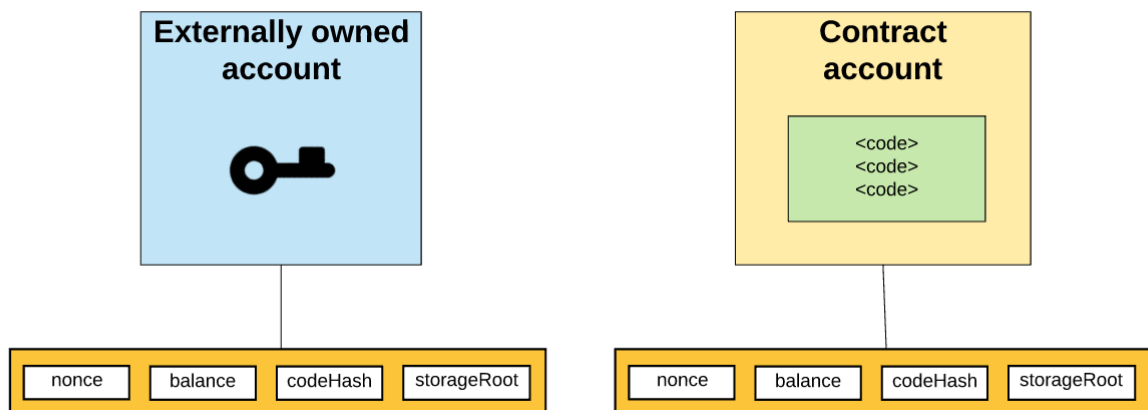 Externally owned
account
Contract
account
<code>
<code>
<code>
nonce
balance
codeHash
storageRoot
nonce
balance
codeHash
storageRoot